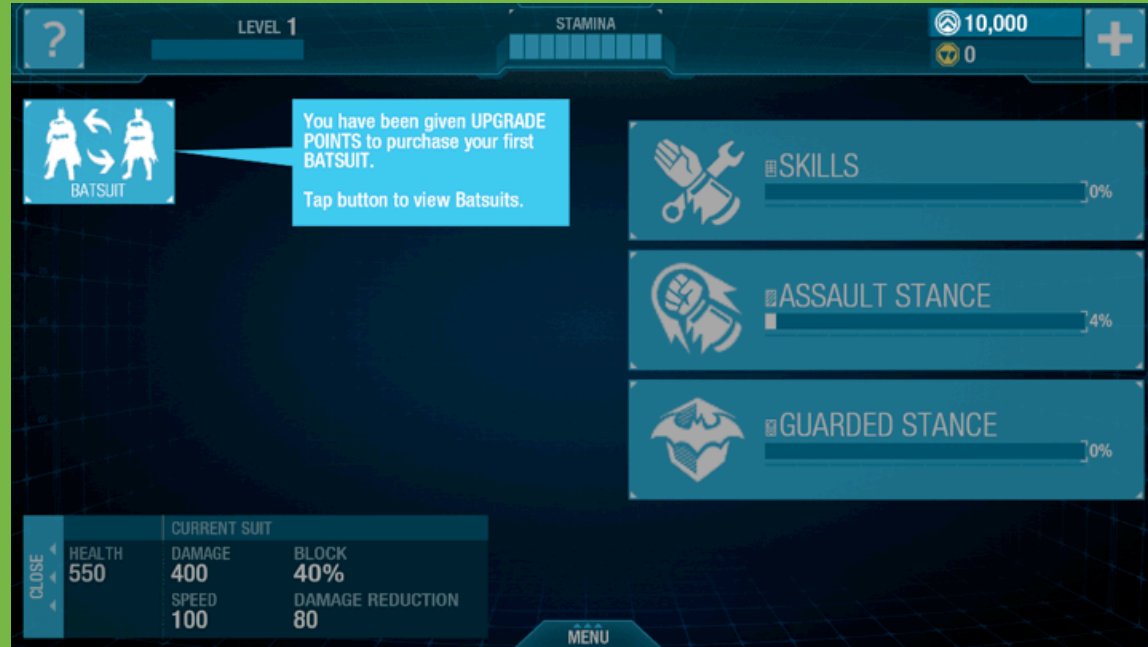 ?
LEVEL 1
STAMINA
10,000
0
+
BATSUIT
You have been given UPGRADE
POINTS to purchase your first
BATSUIT.
Tap button to view Batsuits.
SKILLS
0%
ASSAULT STANCE
4%
GUARDED STANCE
0%
CLOSE
CURRENT SUIT
HEALTH
550
DAMAGE
400
BLOCK
40%
SPEED
100
DAMAGE REDUCTION
80
MENU